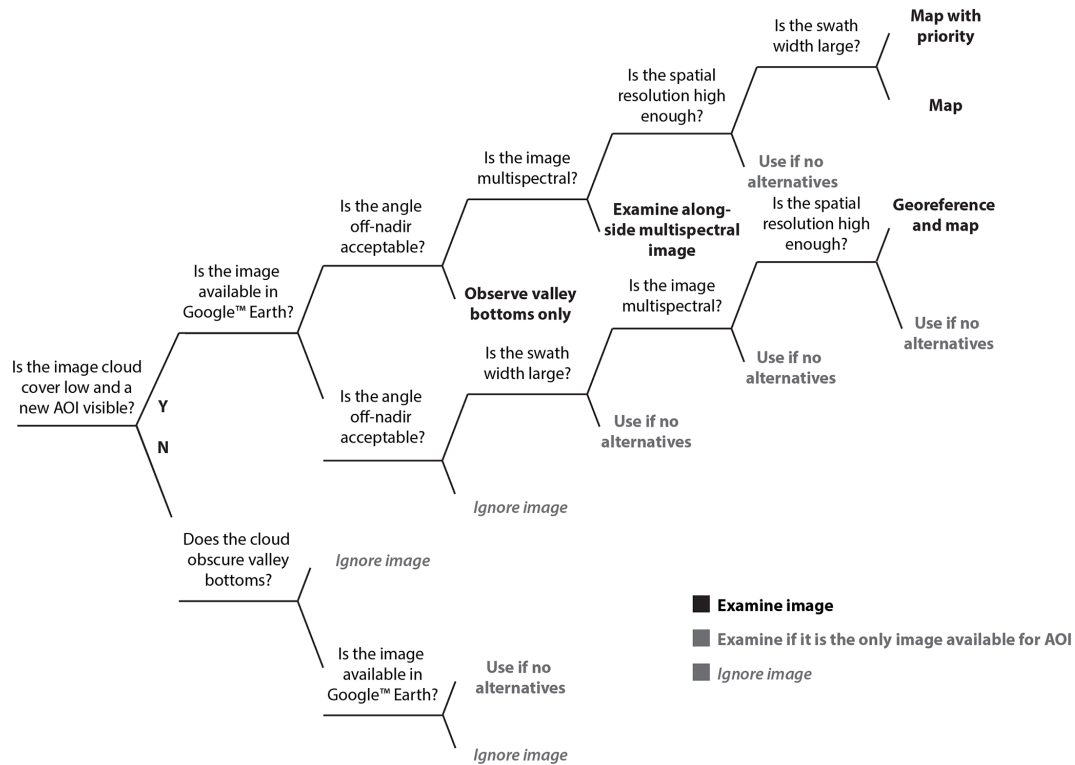 Is the swath
width large?
Map with
priority
Map
Is the spatial
resolution high
enough?
Use if no
alternatives
Is the image
multispectral?
Examine along-
side multispectral
image
Is the spatial
resolution high
enough?
Georeference
and map
Use if no
alternatives
Is the angle
off-nadir
acceptable?
Observe valley
bottoms only
Is the image
multispectral?
Use if no
alternatives
Is the image
available in
Google™ Earth?
Is the swath
width large?
Use if no
alternatives
Is the image cloud
cover low and a
new AOI visible?
Y
N
Is the angle
off-nadir
acceptable?
Ignore image
Does the cloud
obscure valley
bottoms?
Ignore image
Is the image
available in
Google™ Earth?
Use if no
alternatives
Ignore image
Examine image
Examine if it is the only image available for AOI
Ignore image